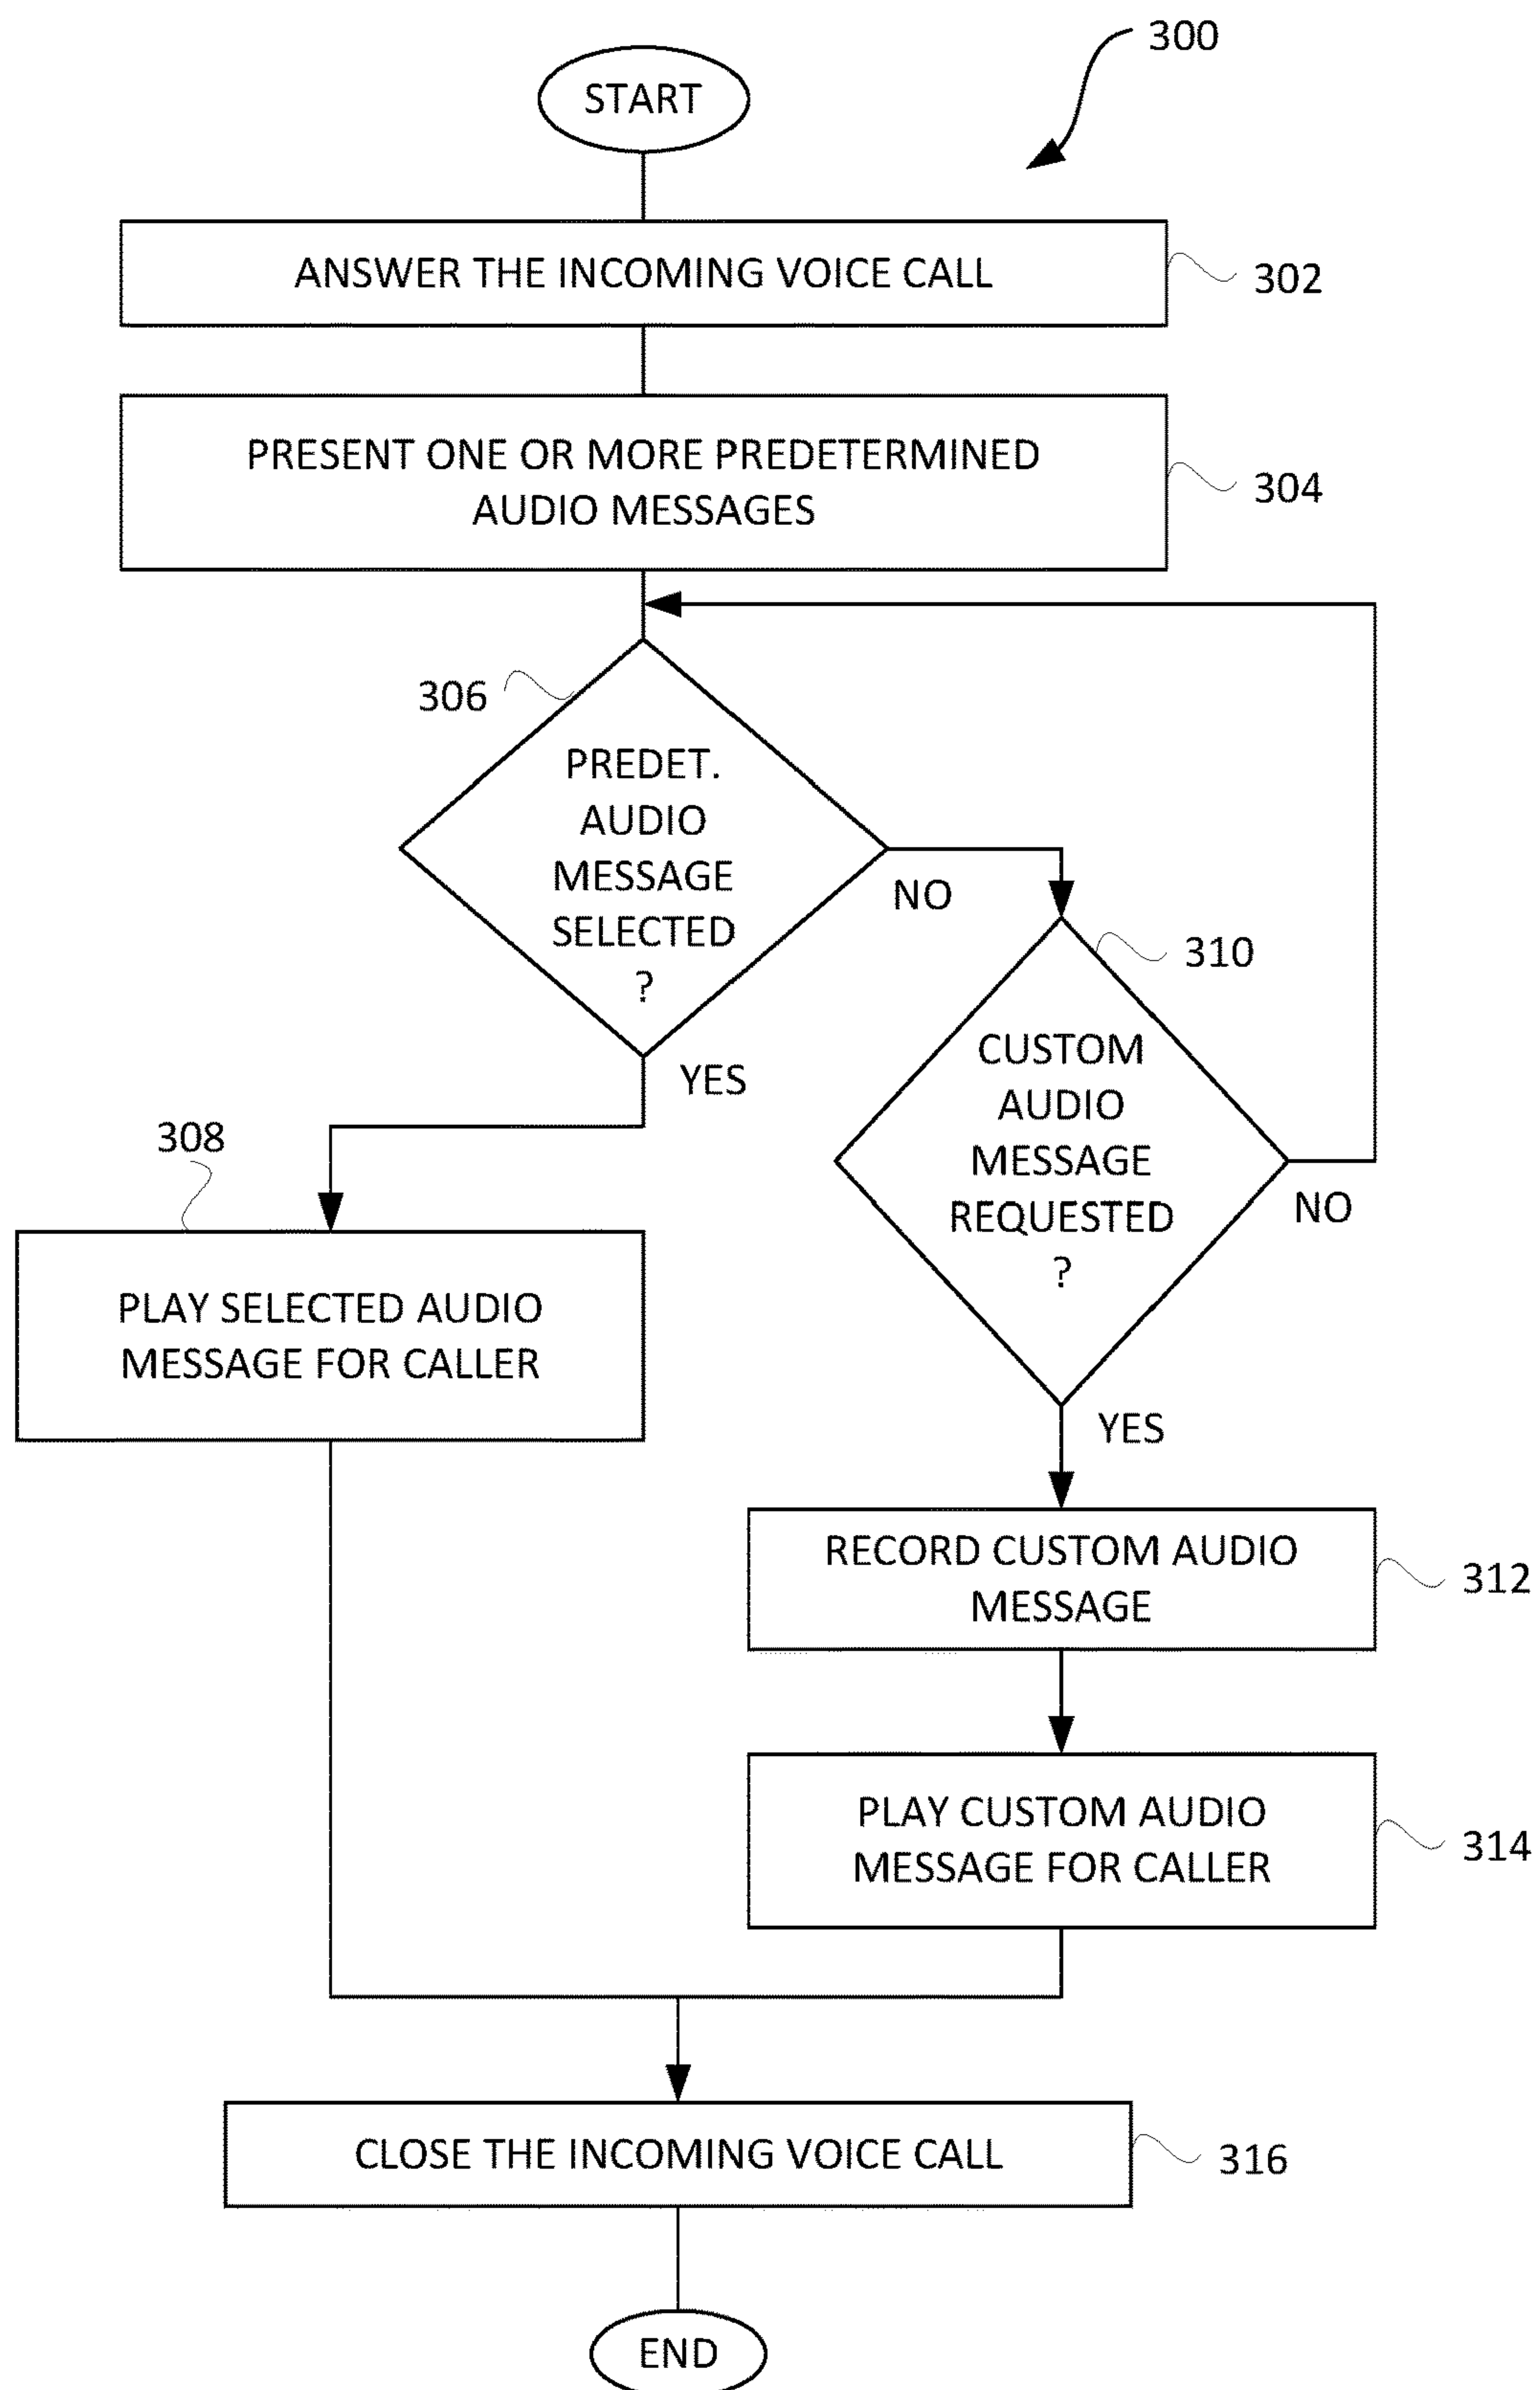 300
START
ANSWER THE INCOMING VOICE CALL
302
PRESENT ONE OR MORE PREDETERMINED
AUDIO MESSAGES
304
306
PREDET.
AUDIO
MESSAGE
SELECTED
?
NO
YES
310
CUSTOM
AUDIO
MESSAGE
REQUESTED
?
NO
YES
308
PLAY SELECTED AUDIO
MESSAGE FOR CALLER
RECORD CUSTOM AUDIO
MESSAGE
312
PLAY CUSTOM AUDIO
MESSAGE FOR CALLER
314
CLOSE THE INCOMING VOICE CALL
316
END